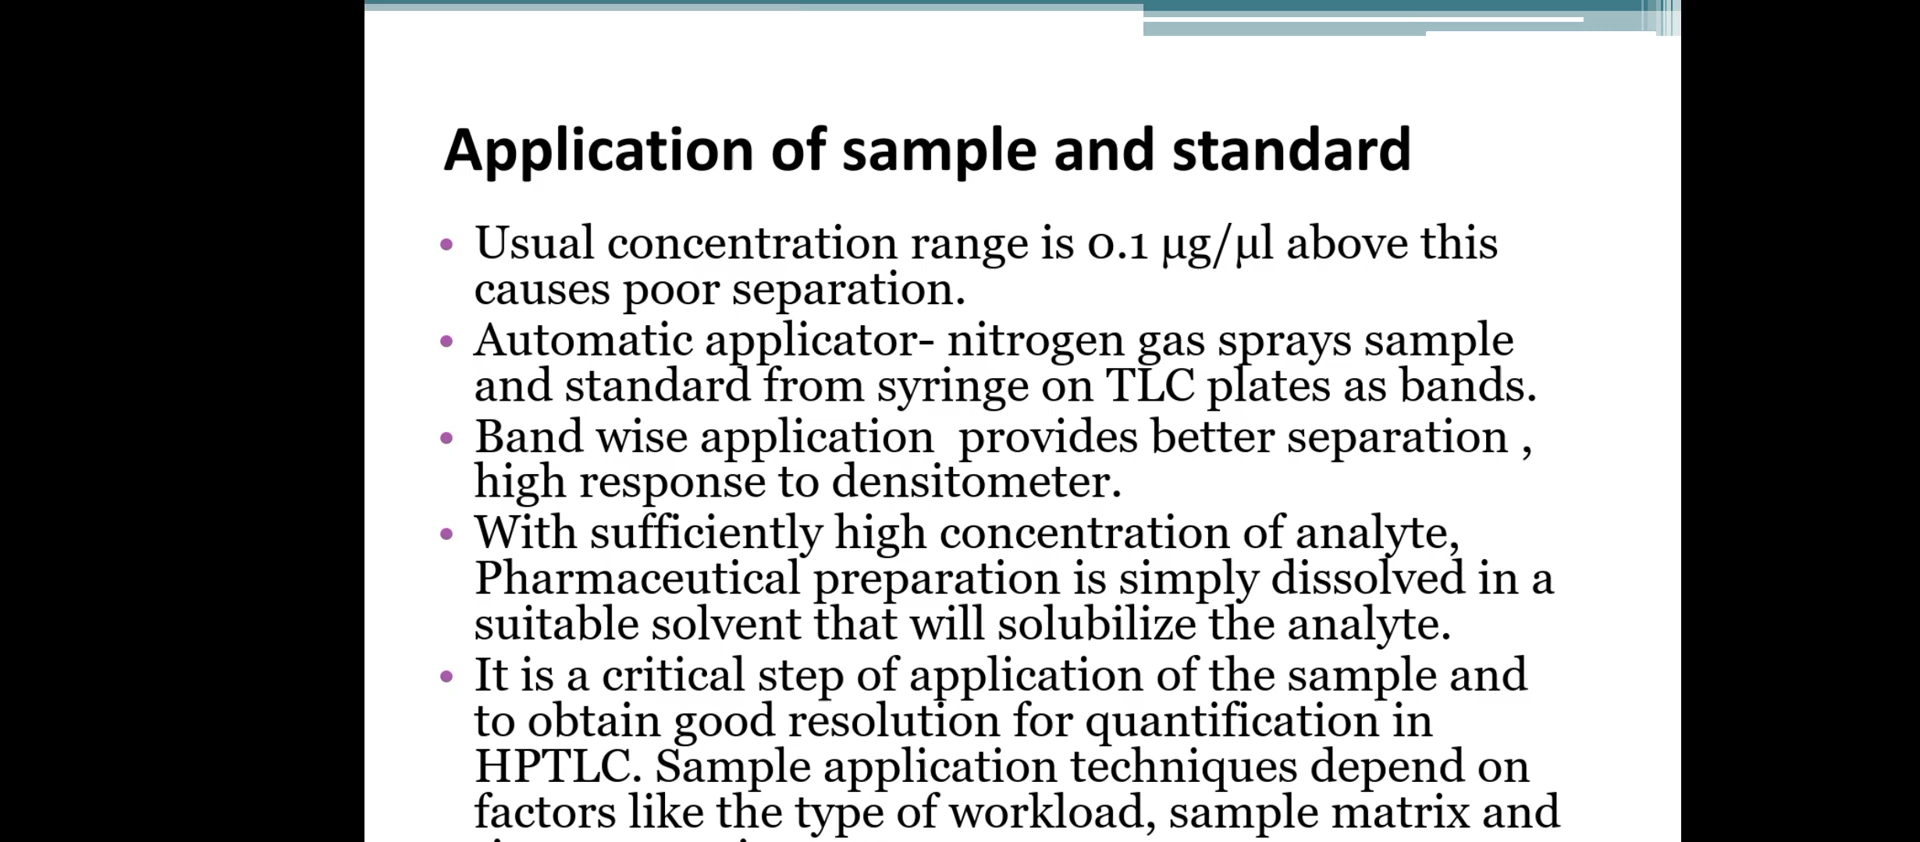 Application of sample and standard
• Usual concentration range is 0.1 µg/µl above this
causes poor separation.
• Automatic applicator- nitrogen gas sprays sample
and standard from syringe on TLC plates as bands.
• Band wise application  provides better separation ,
high response to densitometer.
• With sufficiently high concentration of analyte,
Pharmaceutical preparation is simply dissolved in a
suitable solvent that will solubilize the analyte.
• It is a critical step of application of the sample and
to obtain good resolution for quantification in
HPTLC. Sample application techniques depend on
factors like the type of workload, sample matrix and